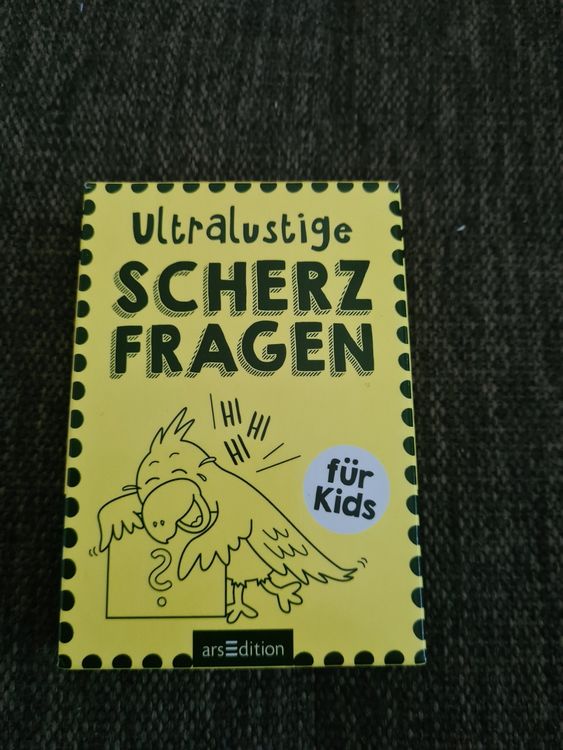 Ultralustige
SCHERZ
FRAGEN
HI
HI
HI
für
Kids
?
arsEdition